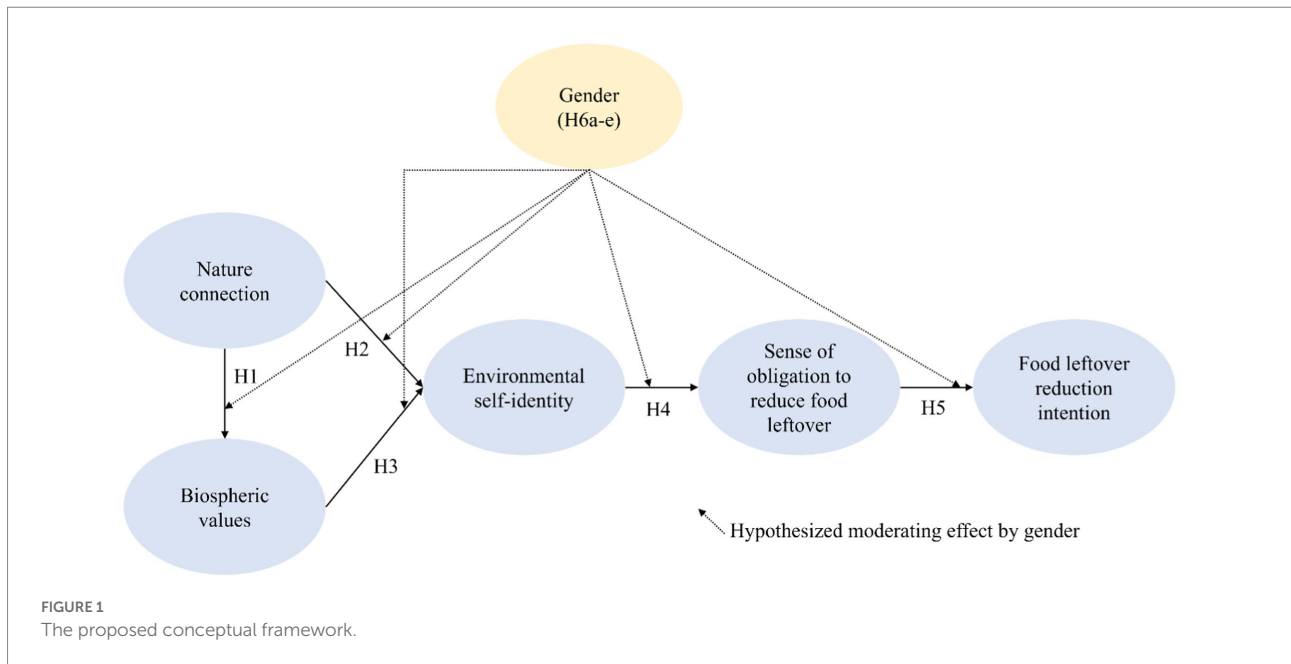 Gender
(H6a-e)
Nature
connection
H2
H1
Environmental
self-identity
H4
Sense of
obligation to
reduce food
leftover
H5
Food leftover
reduction
intention
H3
Biospheric
values
Hypothesized moderating effect by gender
FIGURE 1
The proposed conceptual framework.